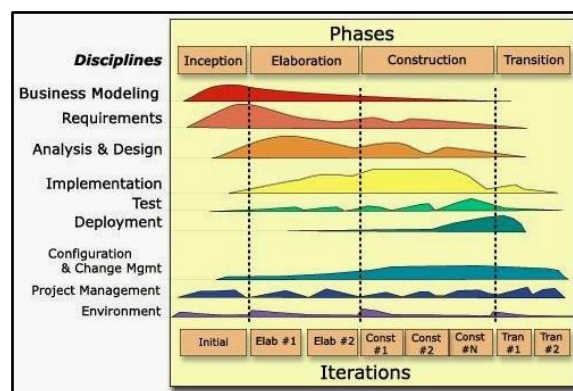 Phases
Disciplines Inception Elaboration Construction Transition
Business Modeling
Requirements
Analysis & Design
Implementation
Test
Deployment
Configuration
& Change Mgmt
Project Management
Environment
Initial Elab #1 Elab #2 Const #1 Const #2 Const #N Tran #1 Tran #2
Iterations